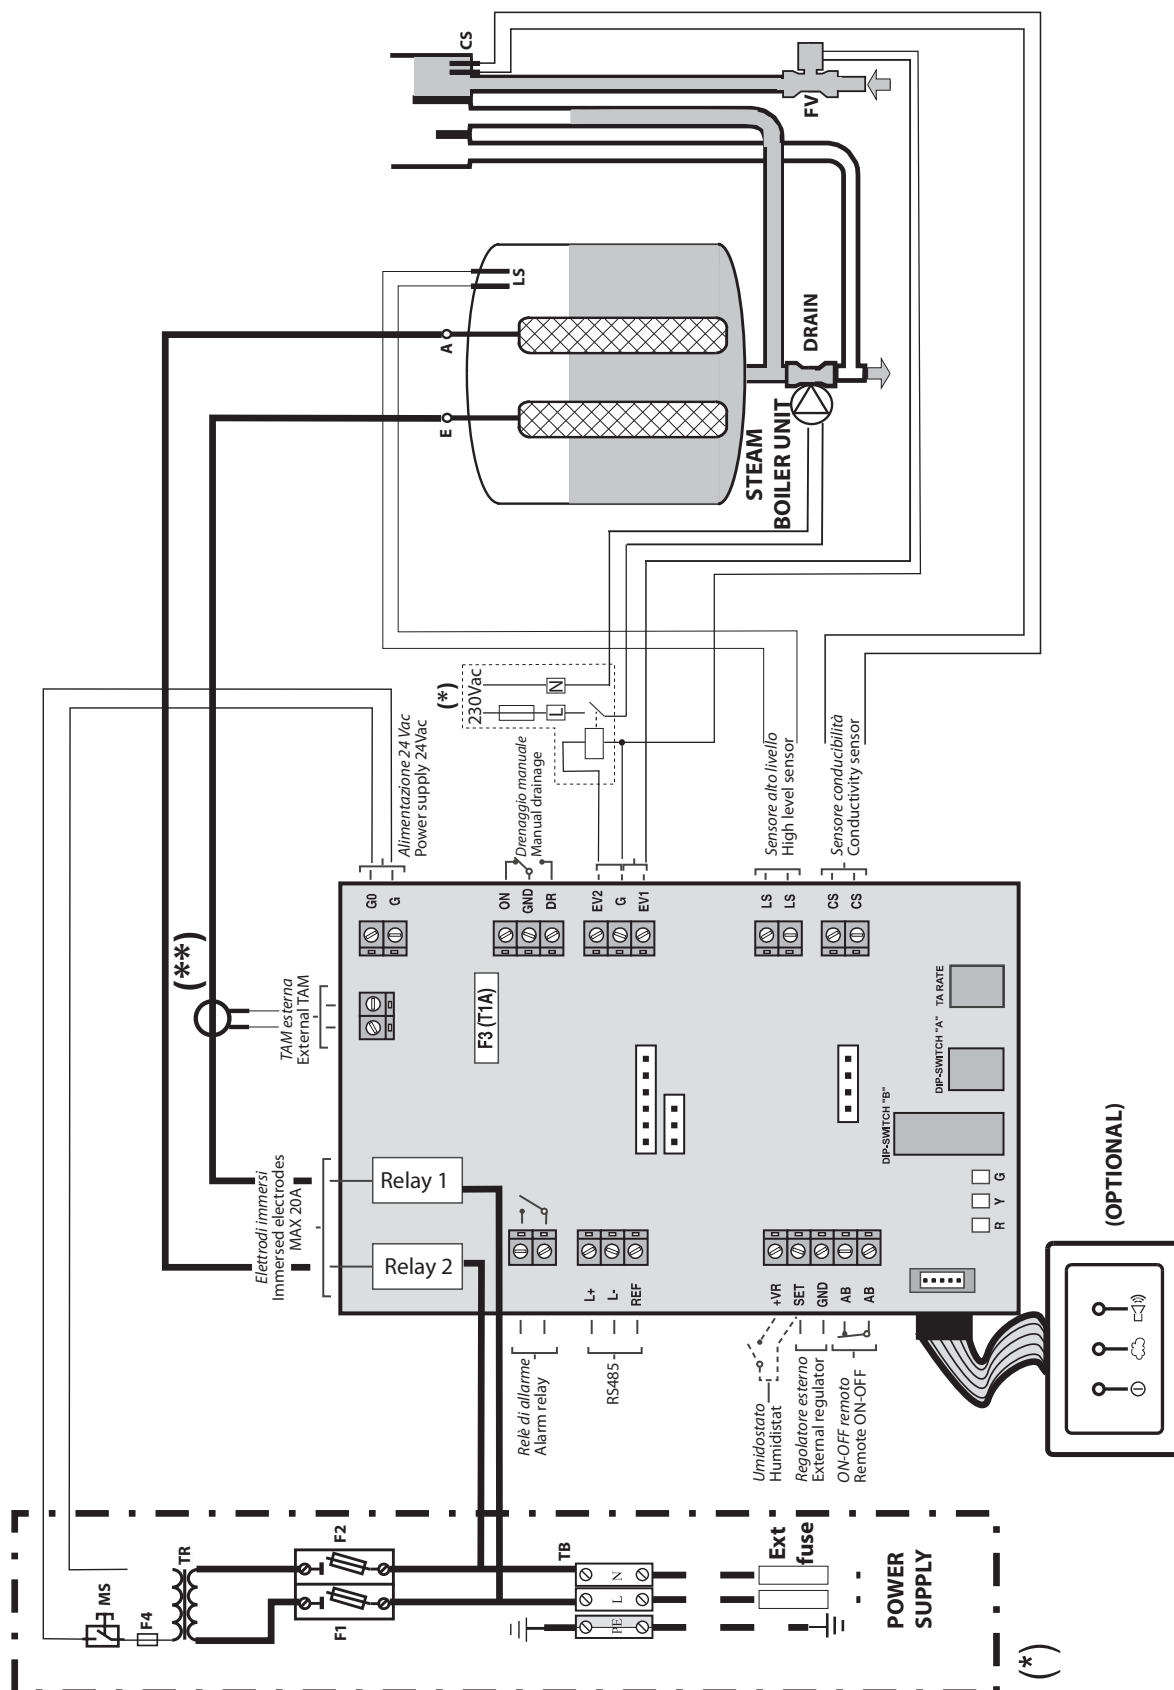 CS
FV
LS
A
E
DRAIN
STEAM
BOILER UNIT
(*)
230Vac
L
N
Alimentazione 24 Vac
Power supply 24Vac
Drenaggio manuale
Manual drainage
Sensore alto livello
High level sensor
Sensore conducibilità
Conductivity sensor
(**)
TAM esterna
External TAM
Elettrodi immersi
Immersed electrodes
MAX 20A
G0
G
ON
GND
DR
EV2
G
EV1
LS
LS
CS
CS
F3 (T1A)
TA RATE
DIP-SWITCH "A"
DIP-SWITCH "B"
Relay 1
Relay 2
R
Y
G
L+
L-
REF
+VR
SET
GND
AB
AB
Relè di allarme
Alarm relay
RS485
Umidostato
Humidistat
Regolatore esterno
External regulator
ON-OFF remoto
Remote ON-OFF
(OPTIONAL)
MS
F4
TR
F1
F2
TB
N
L
PE
Ext
fuse
POWER
SUPPLY
(*)